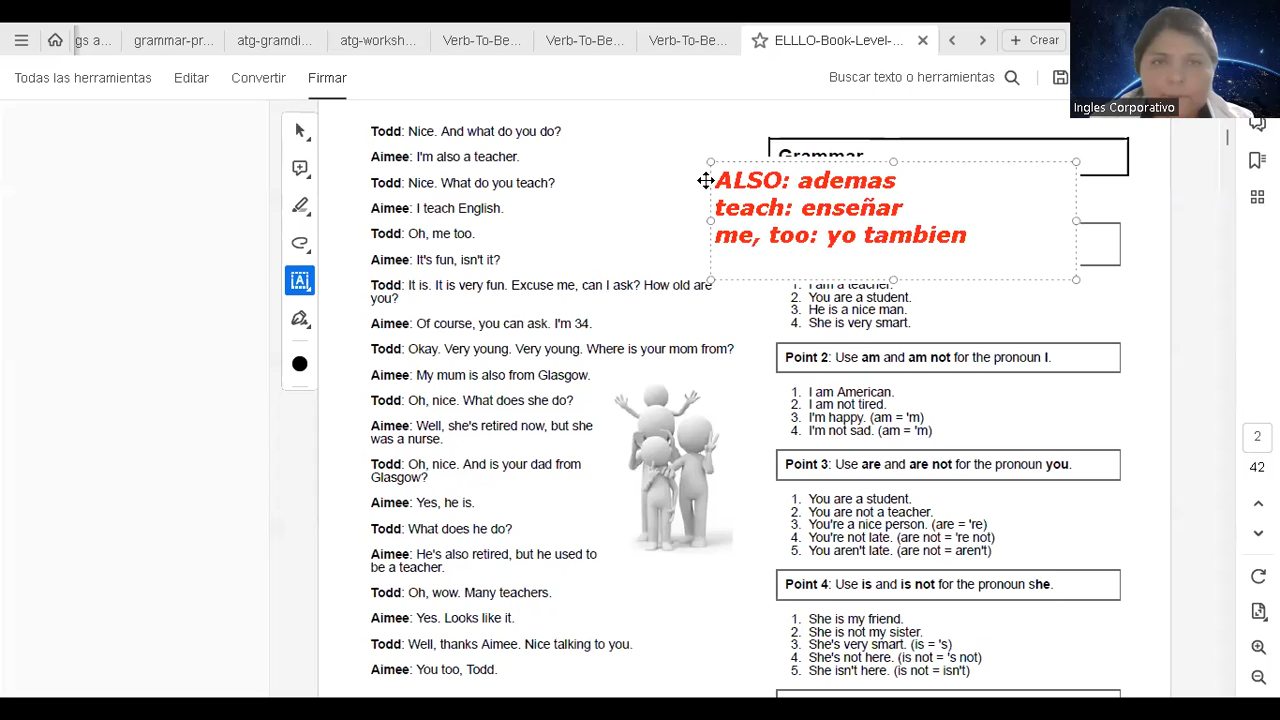 gs a...
grammar-pr...
atg-gramdi...
atg-worksh...
Verb-To-Be...
Verb-To-Be...
Verb-To-Be...
ELLLO-Book-Level-...
Crear
Todas las herramientas
Editar
Convertir
Firmar
Buscar texto o herramientas
Ingles Corporativo
Todd: Nice. And what do you do?
Aimee: I'm also a teacher.
Todd: Nice. What do you teach?
Aimee: I teach English.
Todd: Oh, me too.
Aimee: It's fun, isn't it?
Todd: It is. It is very fun. Excuse me, can I ask? How old are
you?
Aimee: Of course, you can ask. I'm 34.
Todd: Okay. Very young. Very young. Where is your mom from?
Aimee: My mum is also from Glasgow.
Todd: Oh, nice. What does she do?
Aimee: Well, she's retired now, but she
was a nurse.
Todd: Oh, nice. And is your dad from
Glasgow?
Aimee: Yes, he is.
Todd: What does he do?
Aimee: He's also retired, but he used to
be a teacher.
Todd: Oh, wow. Many teachers.
Aimee: Yes. Looks like it.
Todd: Well, thanks Aimee. Nice talking to you.
Aimee: You too, Todd.
Grammar
ALSO: ademas
teach: enseñar
me, too: yo tambien
1. I am a teacher.
2. You are a student.
3. He is a nice man.
4. She is very smart.
Point 2: Use am and am not for the pronoun I.
1. I am American.
2. I am not tired.
3. I'm happy. (am = 'm)
4. I'm not sad. (am = 'm)
Point 3: Use are and are not for the pronoun you.
1. You are a student.
2. You are not a teacher.
3. You're a nice person. (are = 're)
4. You're not late. (are not = 're not)
5. You aren't late. (are not = aren't)
Point 4: Use is and is not for the pronoun she.
1. She is my friend.
2. She is not my sister.
3. She's very smart. (is = 's)
4. She's not here. (is not = 's not)
5. She isn't here. (is not = isn't)
2
42